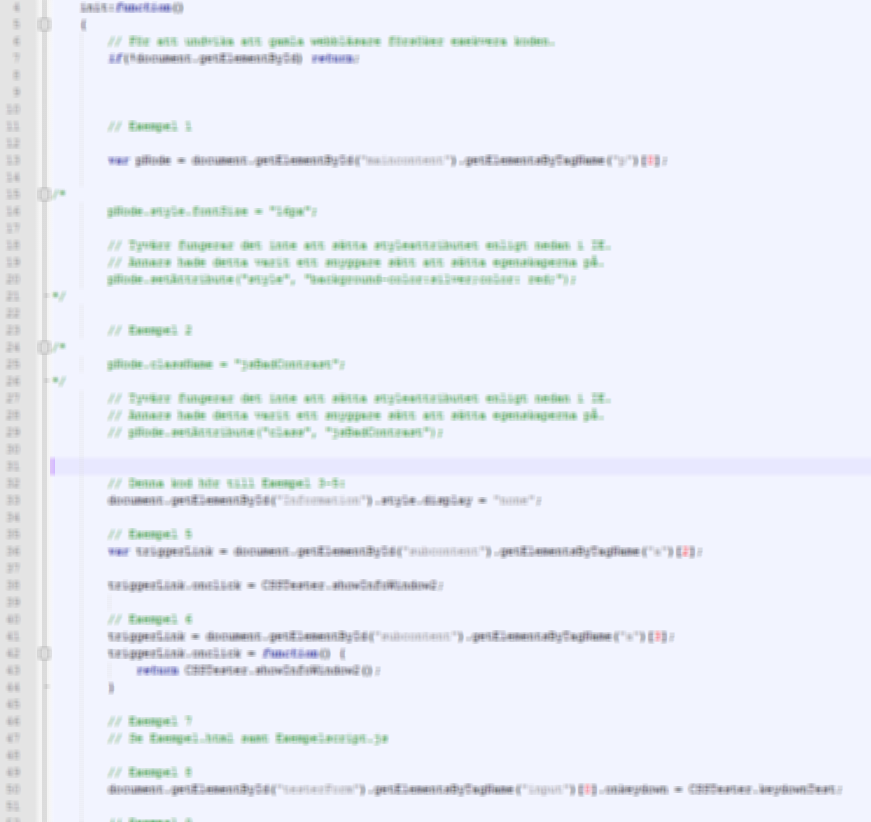 4 init:function()
5 {
6 // För att undvika att gamla webbläsare försöker exekvera koden.
7 if(!document.getElementById) return;
8
9
10
11 // Exempel 1
12
13 var pNode = document.getElementById("maincontent").getElementsByTagName("p")[];
14
15 /*
16 pNode.style.fontSize = "14px";
17
18 // Tyvärr fungerar det inte att sätta styleattributet enligt nedan i IE.
19 // Annars hade detta varit ett snyggare sätt att sätta egenskaperna på.
20 pNode.setAttribute("style", "background-color:silver;color: red;");
21 */
22
23 // Exempel 2
24 /*
25 pNode.className = "jsBadContrast";
26 */
27 // Tyvärr fungerar det inte att sätta styleattributet enligt nedan i IE.
28 // Annars hade detta varit ett snyggare sätt att sätta egenskaperna på.
29 // pNode.setAttribute("class", "jsBadContrast");
30
31
32 // Denna kod hör till Exempel 3-5:
33 document.getElementById("Information").style.display = "none";
34
35 // Exempel 5
36 var triggerLink = document.getElementById("subcontent").getElementsByTagName("a")[2];
37
38 triggerLink.onclick = CSSTester.showInfoWindow2;
39
40 // Exempel 6
41 triggerLink = document.getElementById("subcontent").getElementsByTagName("a")[3];
42 triggerLink.onclick = function() {
43 return CSSTester.showInfoWindow2();
44 }
45
46 // Exempel 7
47 // Se Exempel.html samt Exempelscript.js
48
49 // Exempel 8
50 document.getElementById("testerForm").getElementsByTagName("input")[].onkeydown = CSSTester.keydownTest;
51